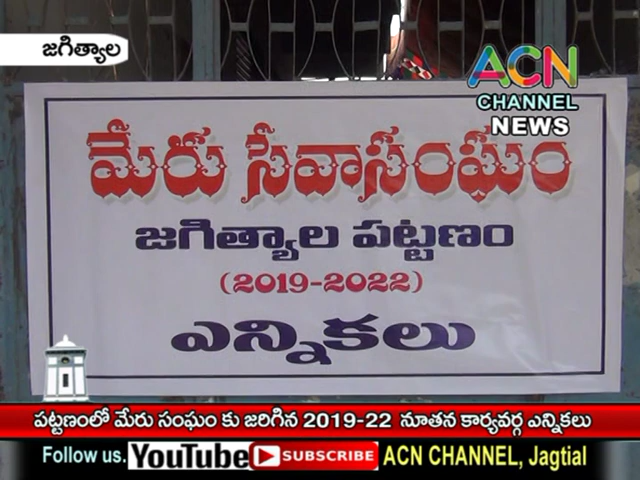 జగిత్యాల
ACN
CHANNEL
NEWS
మేరు సేవాసంఘం
జగిత్యాల పట్టణం
(2019-2022)
ఎన్నికలు
పట్టణంలో మేరు సంఘం కు జరిగిన 2019-22 నూతన కార్యవర్గ ఎన్నికలు
Follow us. YouTube SUBSCRIBE ACN CHANNEL, Jagtial